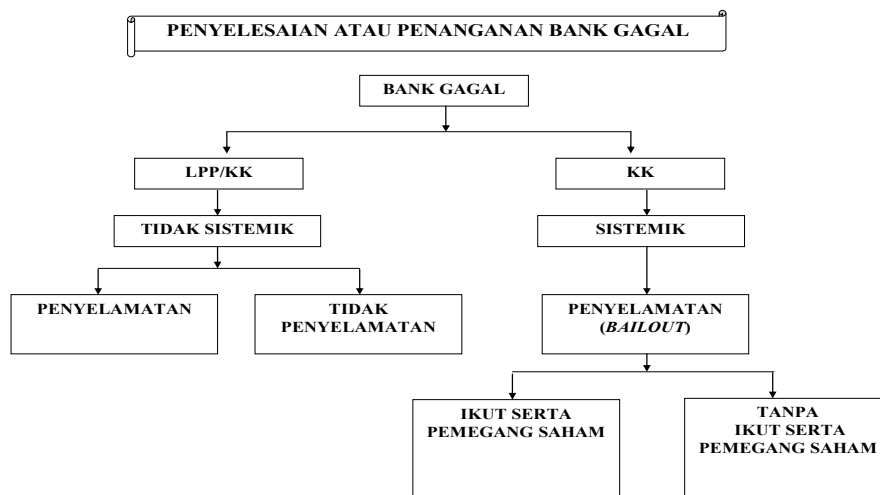 PENYELESAIAN ATAU PENANGANAN BANK GAGAL
BANK GAGAL
LPP/KK
KK
TIDAK SISTEMIK
SISTEMIK
PENYELAMATAN
TIDAK
PENYELAMATAN
PENYELAMATAN
(BAILOUT)
IKUT SERTA
PEMEGANG SAHAM
TANPA
IKUT SERTA
PEMEGANG SAHAM